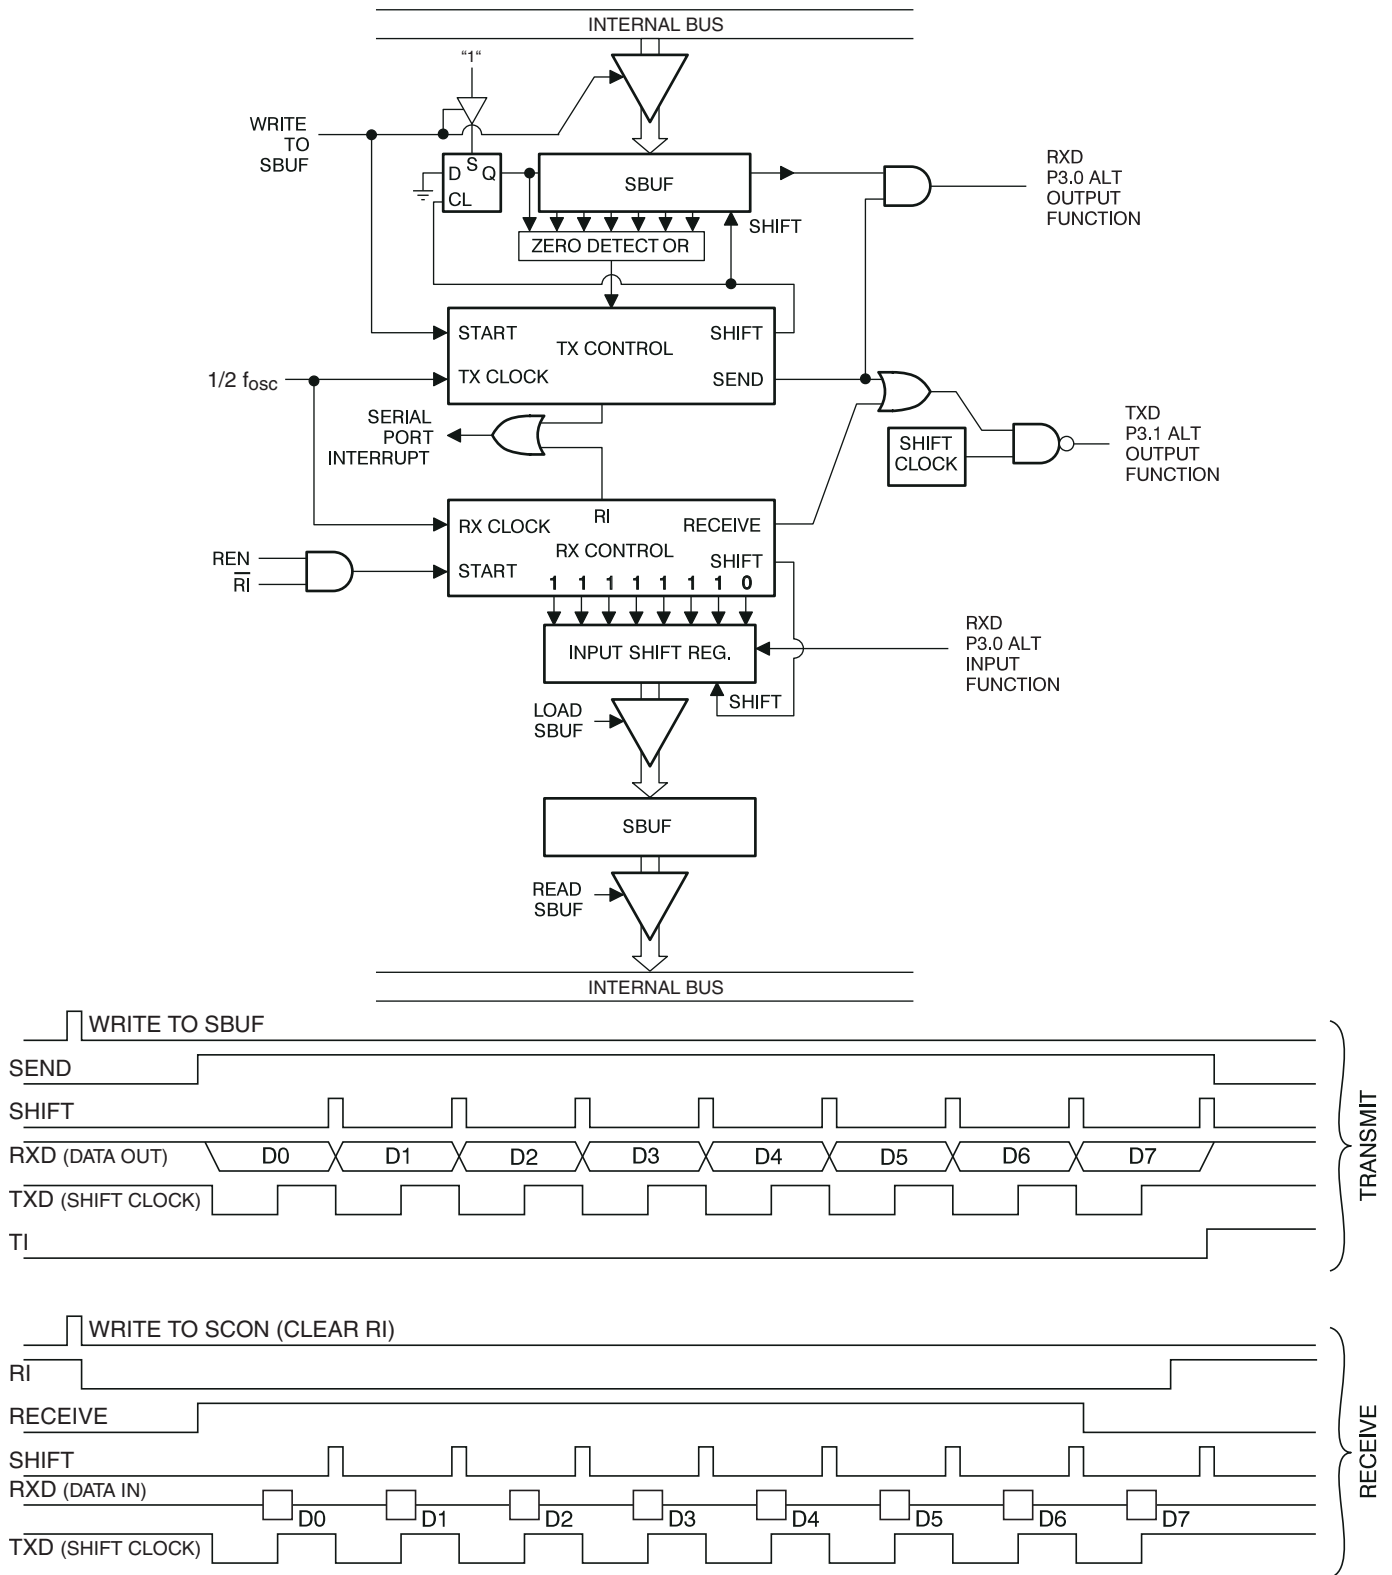 INTERNAL BUS
"1"
WRITE
TO
SBUF
D S Q
CL
SBUF
SHIFT
ZERO DETECT OR
RXD
P3.0 ALT
OUTPUT
FUNCTION
START
SHIFT
TX CONTROL
1/2 fosc
TX CLOCK
SEND
SERIAL
PORT
INTERRUPT
SHIFT
CLOCK
TXD
P3.1 ALT
OUTPUT
FUNCTION
RX CLOCK
RI
RECEIVE
RX CONTROL
SHIFT
REN
RI
START
1 1 1 1 1 1 1 0
INPUT SHIFT REG.
RXD
P3.0 ALT
INPUT
FUNCTION
SHIFT
LOAD
SBUF
SBUF
READ
SBUF
INTERNAL BUS
WRITE TO SBUF
SEND
SHIFT
RXD (DATA OUT) D0 D1 D2 D3 D4 D5 D6 D7
TXD (SHIFT CLOCK)
TI
TRANSMIT
WRITE TO SCON (CLEAR RI)
RI
RECEIVE
SHIFT
RXD (DATA IN) D0 D1 D2 D3 D4 D5 D6 D7
TXD (SHIFT CLOCK)
RECEIVE